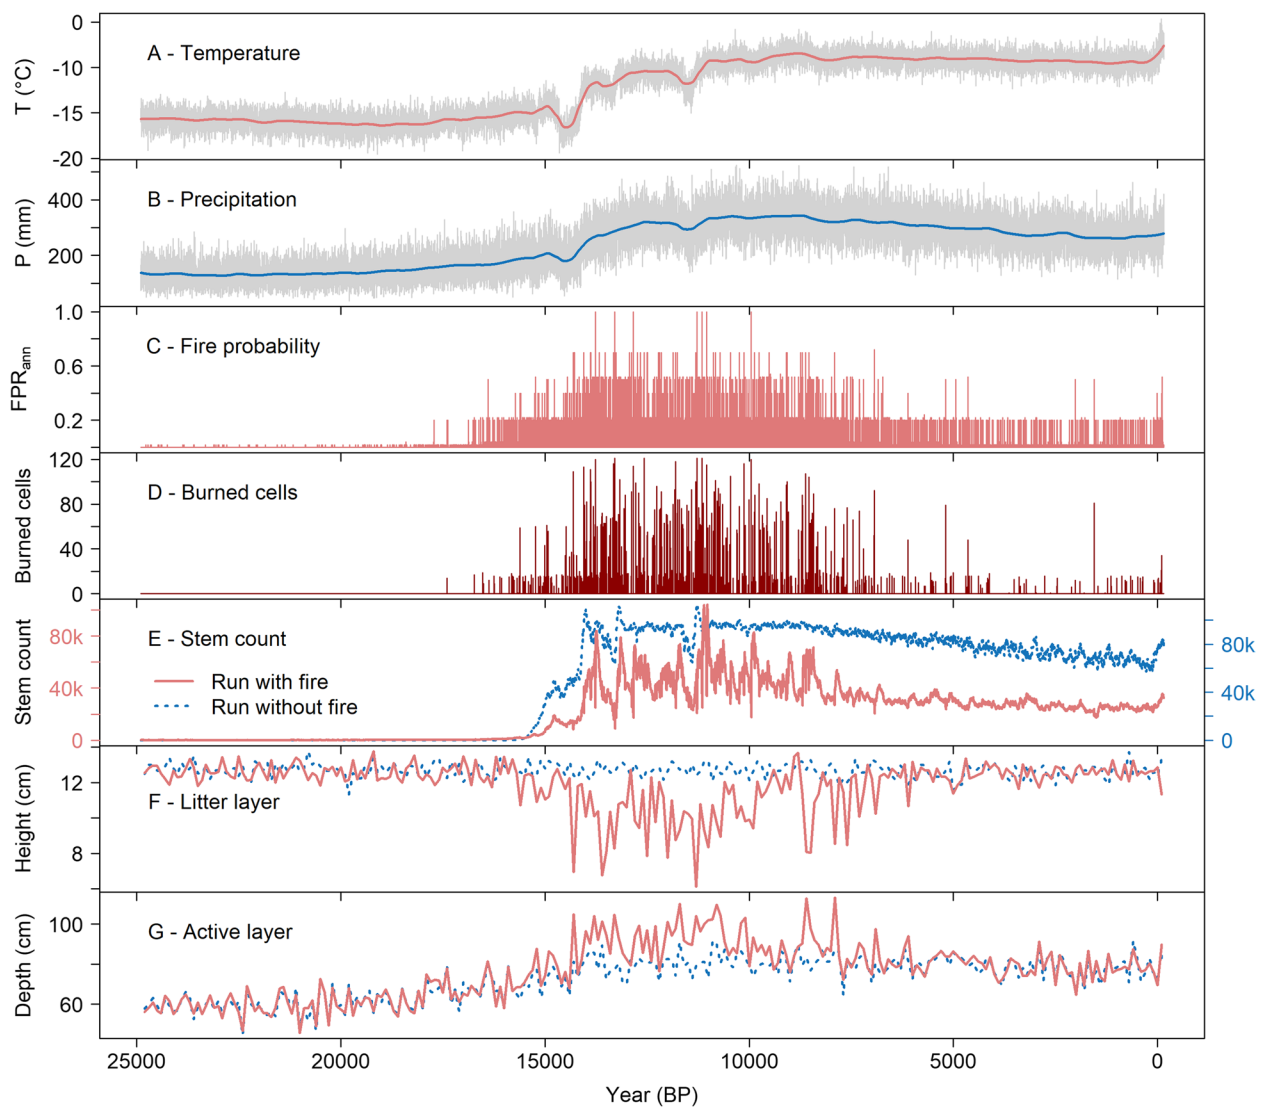 0
A - Temperature
-10
T (°C)
-15
-20
B - Precipitation
400
P (mm)
200
1.0
C - Fire probability
0.6
FPRann
0.2
120
D - Burned cells
80
Burned cells
40
0
E - Stem count
80k
80k
Stem count
Run with fire
40k
40k
Run without fire
0
0
12
F - Litter layer
Height (cm)
8
100
G - Active layer
Depth (cm)
60
25000 20000 15000 10000 5000 0
Year (BP)